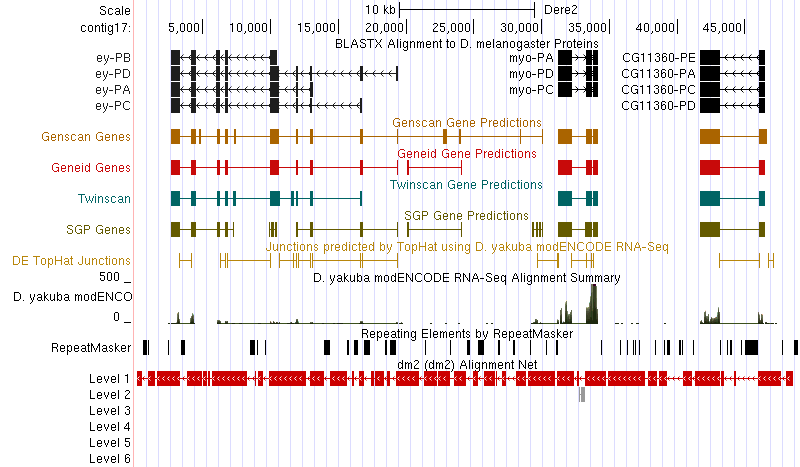 Scale 10 kb Dere2
contig17: 5,000 10,000 15,000 20,000 25,000 30,000 35,000 40,000 45,000
BLASTX Alignment to D. melanogaster Proteins
ey-PB myo-PA CG11360-PE
ey-PD myo-PD CG11360-PA
ey-PA myo-PC CG11360-PC
ey-PC CG11360-PD
Genscan Gene Predictions
Genscan Genes
Geneid Gene Predictions
Geneid Genes
Twinscan Gene Predictions
Twinscan
SGP Gene Predictions
SGP Genes
Junctions predicted by TopHat using D. yakuba modENCODE RNA-Seq
DE TopHat Junctions
D. yakuba modENCODE RNA-Seq Alignment Summary
500 _
D. yakuba modENCO
0 _
Repeating Elements by RepeatMasker
RepeatMasker
dm2 (dm2) Alignment Net
Level 1
Level 2
Level 3
Level 4
Level 5
Level 6